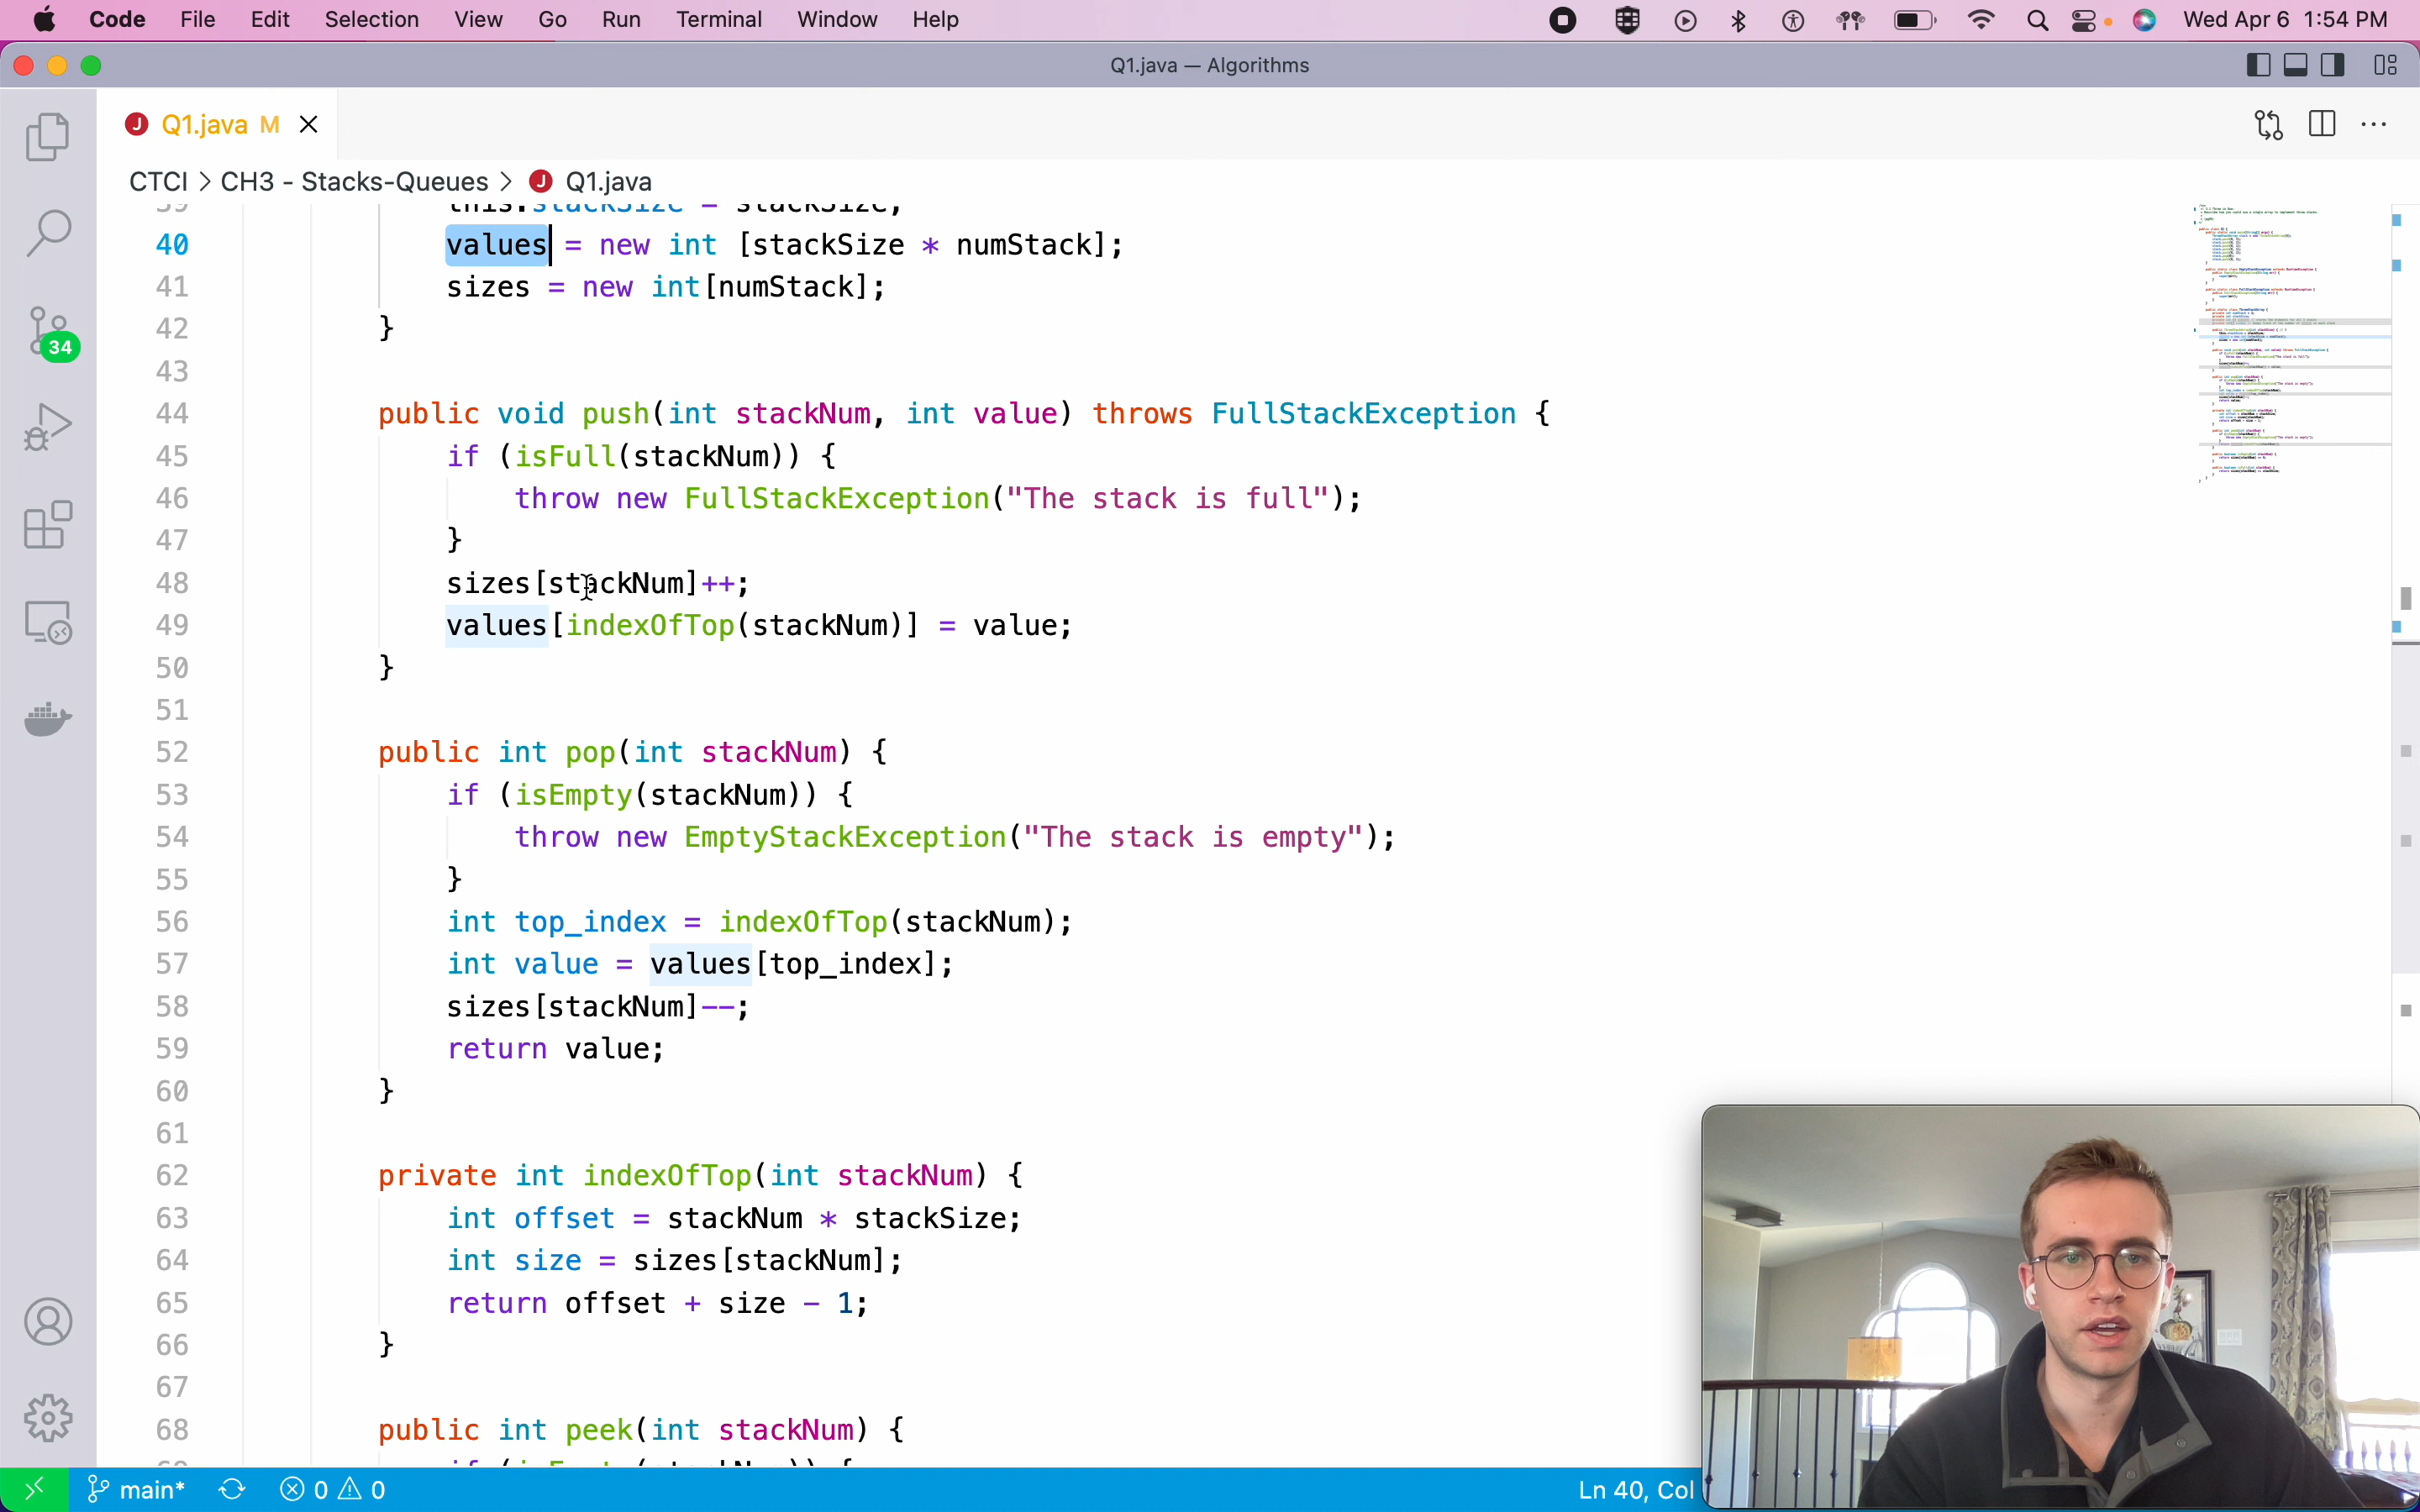 Code File Edit Selection View Go Run Terminal Window Help Wed Apr 6 1:54 PM
Q1.java — Algorithms
J Q1.java M
CTCI > CH3 - Stacks-Queues > J Q1.java
39 this.stackSize = stackSize;
40 values = new int [stackSize * numStack];
41 sizes = new int[numStack];
42 }
43
44 public void push(int stackNum, int value) throws FullStackException {
45 if (isFull(stackNum)) {
46 throw new FullStackException("The stack is full");
47 }
48 sizes[stackNum]++;
49 values[indexOfTop(stackNum)] = value;
50 }
51
52 public int pop(int stackNum) {
53 if (isEmpty(stackNum)) {
54 throw new EmptyStackException("The stack is empty");
55 }
56 int top_index = indexOfTop(stackNum);
57 int value = values[top_index];
58 sizes[stackNum]--;
59 return value;
60 }
61
62 private int indexOfTop(int stackNum) {
63 int offset = stackNum * stackSize;
64 int size = sizes[stackNum];
65 return offset + size - 1;
66 }
67
68 public int peek(int stackNum) {
34
main* 0 0 Ln 40, Col